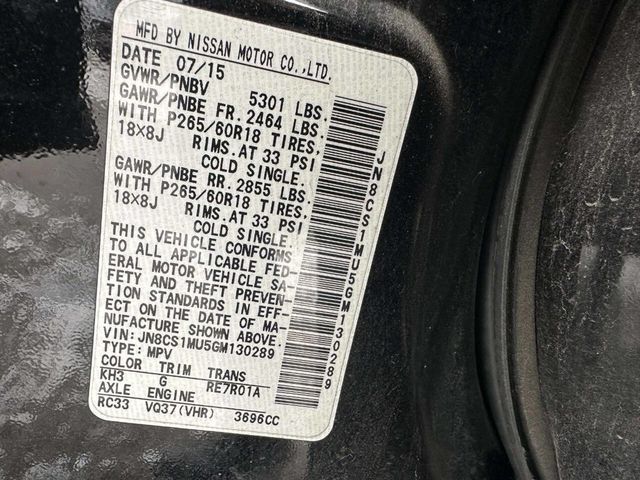 MFD BY NISSAN MOTOR CO.,LTD.
DATE 07/15
GVWR/PNBV 5301 LBS.
GAWR/PNBE FR. 2464 LBS.
WITH P265/60R18 TIRES.
18X8J RIMS. AT 33 PSI
COLD SINGLE.
GAWR/PNBE RR. 2855 LBS.
WITH P265/60R18 TIRES.
18X8J RIMS. AT 33 PSI
COLD SINGLE.
THIS VEHICLE CONFORMS
TO ALL APPLICABLE FED-
ERAL MOTOR VEHICLE SA-
FETY AND THEFT PREVEN-
TION STANDARDS IN EFF-
ECT ON THE DATE OF MA-
NUFACTURE SHOWN ABOVE.
VIN: JN8CS1MU5GM130289
TYPE: MPV
COLOR TRIM TRANS
KH3 G RE7R01A
AXLE ENGINE
RC33 VQ37(VHR) 3696CC
JN8CS1MU5GM130289